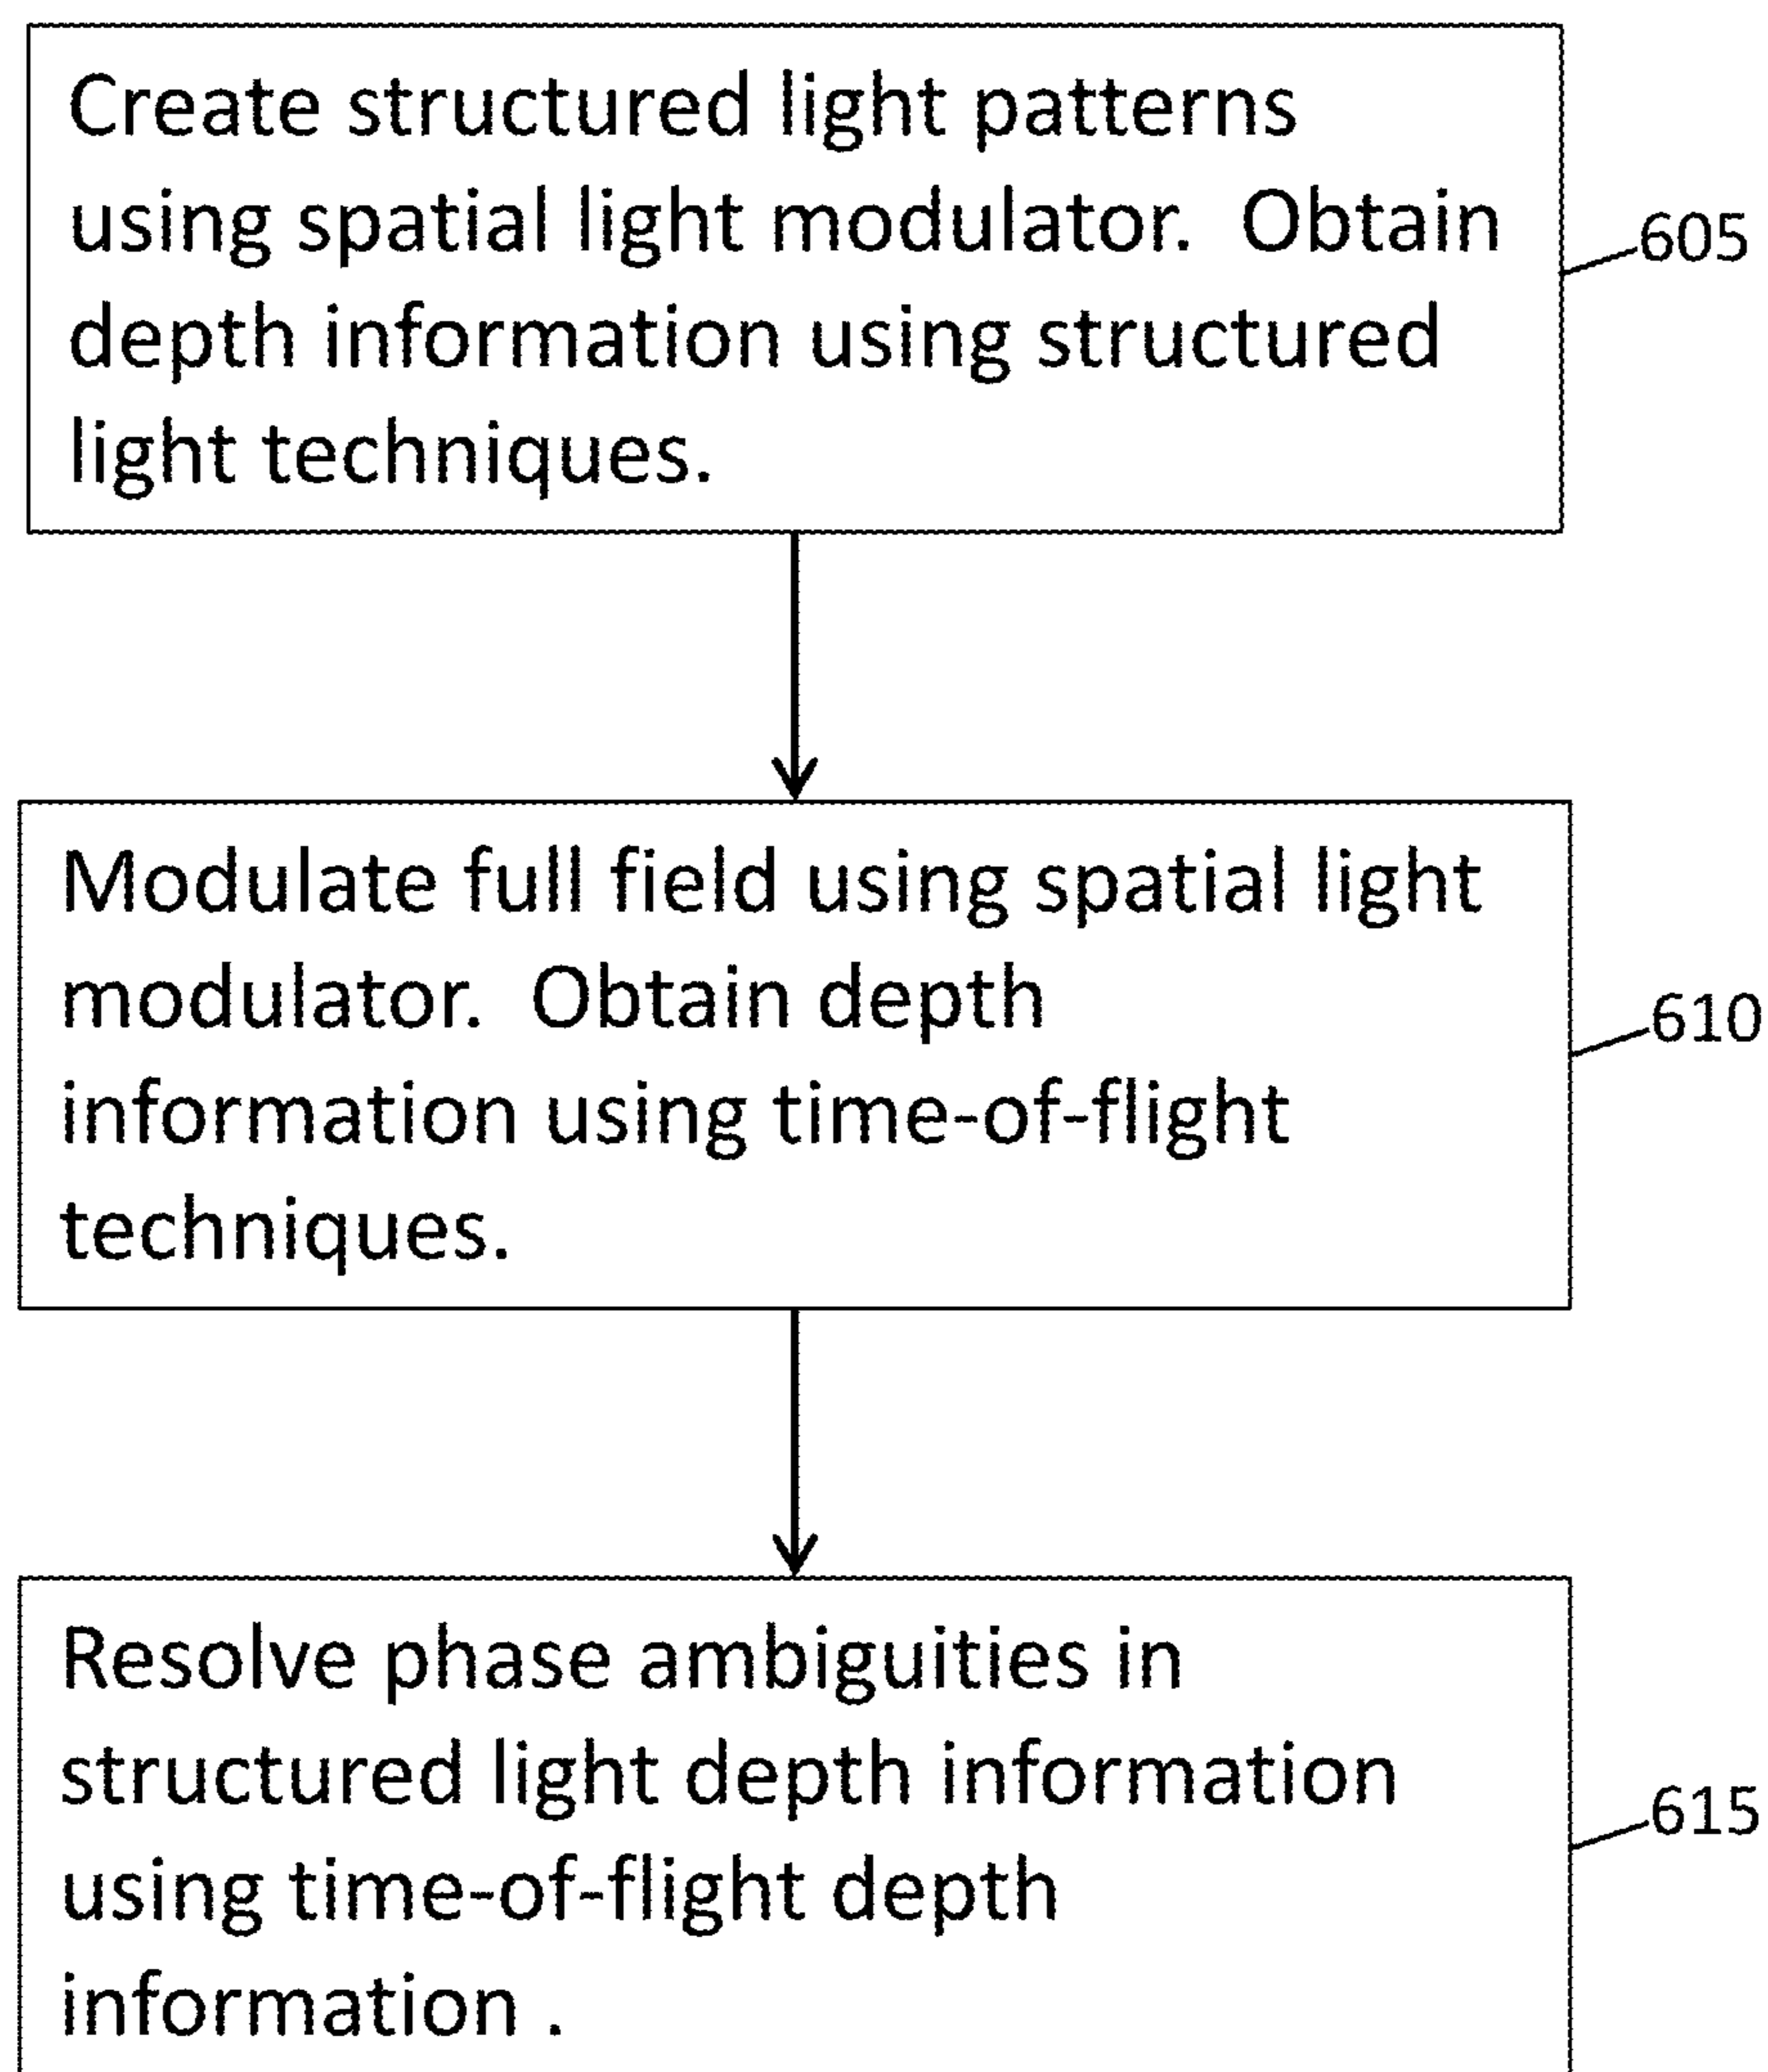 Create structured light patterns
using spatial light modulator.  Obtain
depth information using structured
light techniques.
605
Modulate full field using spatial light
modulator.  Obtain depth
information using time-of-flight
techniques.
610
Resolve phase ambiguities in
structured light depth information
using time-of-flight depth
information .
615